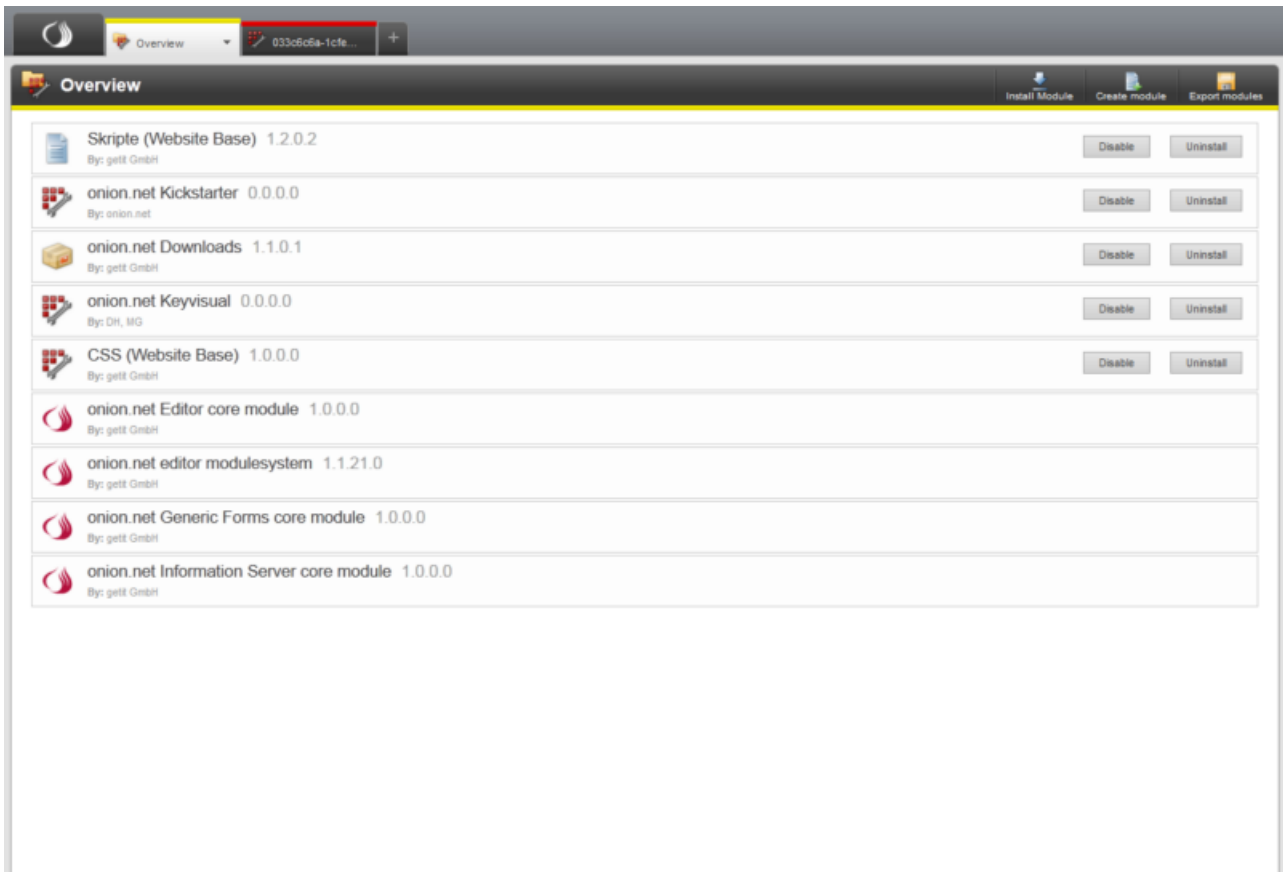 Overview
033c6c6a-1cfe...
+
Overview
Install Module
Create module
Export modules
Skripte (Website Base) 1.2.0.2
By: getit GmbH
Disable
Uninstall
onion.net Kickstarter 0.0.0.0
By: onion.net
Disable
Uninstall
onion.net Downloads 1.1.0.1
By: getit GmbH
Disable
Uninstall
onion.net Keyvisual 0.0.0.0
By: DH, MG
Disable
Uninstall
CSS (Website Base) 1.0.0.0
By: getit GmbH
Disable
Uninstall
onion.net Editor core module 1.0.0.0
By: getit GmbH
onion.net editor modulesystem 1.1.21.0
By: getit GmbH
onion.net Generic Forms core module 1.0.0.0
By: getit GmbH
onion.net Information Server core module 1.0.0.0
By: getit GmbH